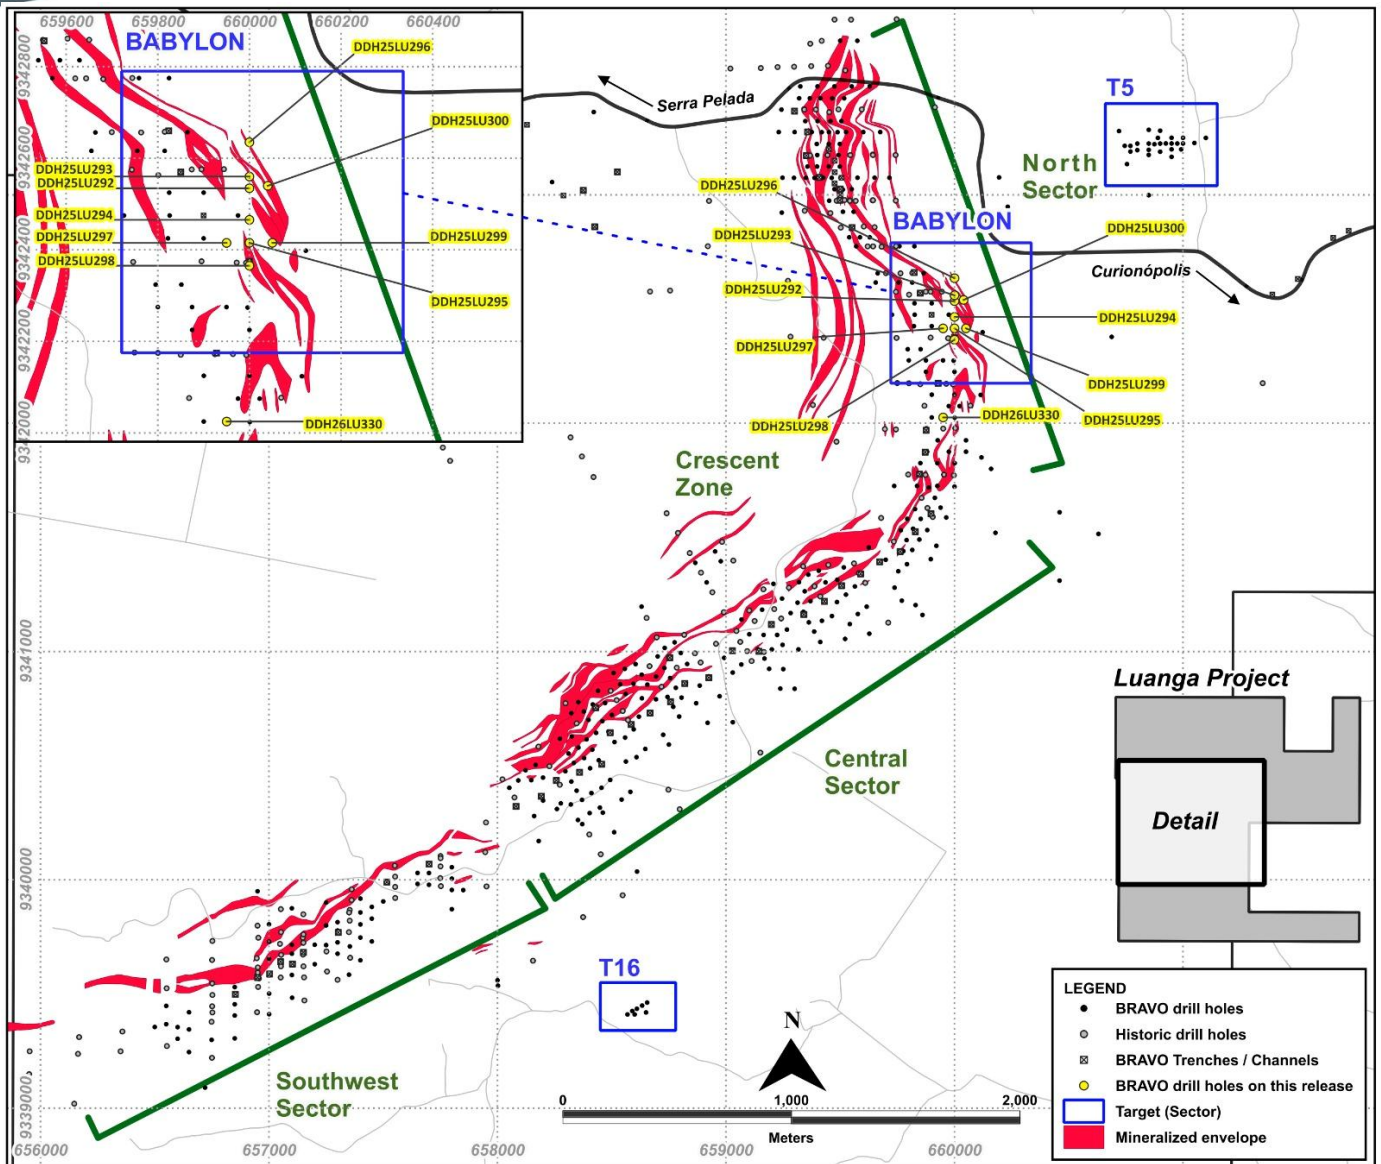 659600 659800 660000 660200 660400
9342800
9342600
9342400
9342200
9342000
BABYLON
DDH25LU296
DDH25LU300
DDH25LU293
DDH25LU292
DDH25LU294
DDH25LU297
DDH25LU299
DDH25LU298
DDH25LU295
DDH26LU330
Serra Pelada
T5
North
Sector
DDH25LU296
BABYLON
DDH25LU293
DDH25LU300
Curionópolis
DDH25LU292
DDH25LU294
DDH25LU297
DDH25LU299
DDH25LU298
DDH26LU330
DDH25LU295
Crescent
Zone
9341000
Luanga Project
Detail
Central
Sector
9340000
T16
N
Southwest
Sector
9339000
0 1,000 2,000
Meters
656000 657000 658000 659000 660000
LEGEND
BRAVO drill holes
Historic drill holes
BRAVO Trenches / Channels
BRAVO drill holes on this release
Target (Sector)
Mineralized envelope